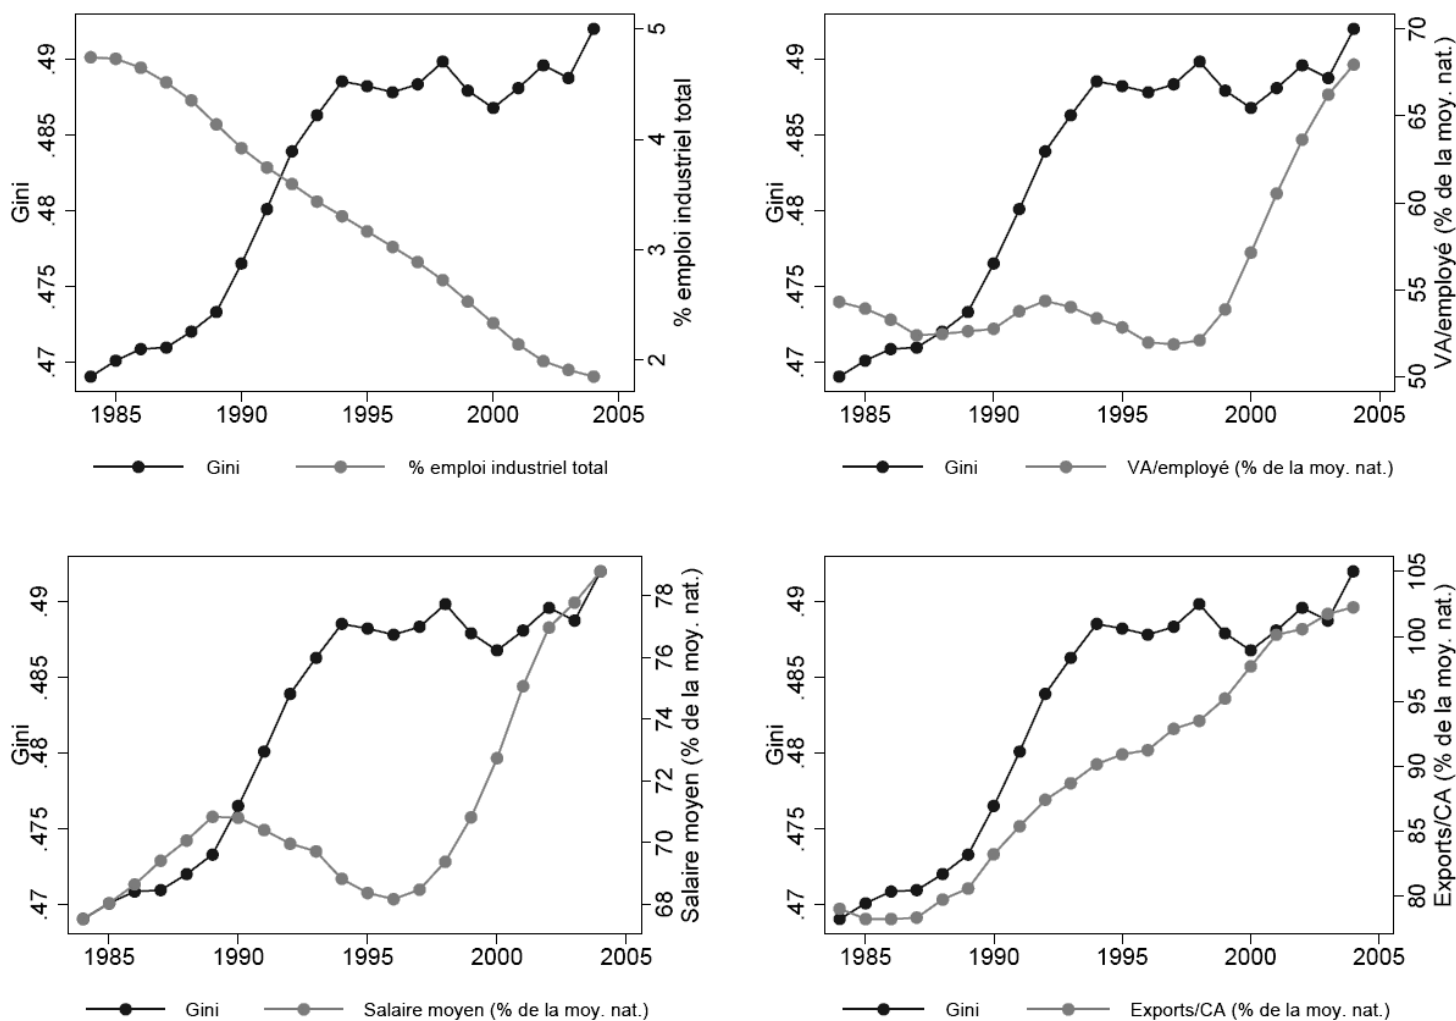 Gini
.47 .475 .48 .485 .49
2 3 4 5
% emploi industriel total
1985 1990 1995 2000 2005
Gini % emploi industriel total
Gini
.47 .475 .48 .485 .49
50 55 60 65 70
VA/employé (% de la moy. nat.)
1985 1990 1995 2000 2005
Gini VA/employé (% de la moy. nat.)
Gini
.47 .475 .48 .485 .49
68 70 72 74 76 78
Salaire moyen (% de la moy. nat.)
1985 1990 1995 2000 2005
Gini Salaire moyen (% de la moy. nat.)
Gini
.47 .475 .48 .485 .49
80 85 90 95 100 105
Exports/CA (% de la moy. nat.)
1985 1990 1995 2000 2005
Gini Exports/CA (% de la moy. nat.)